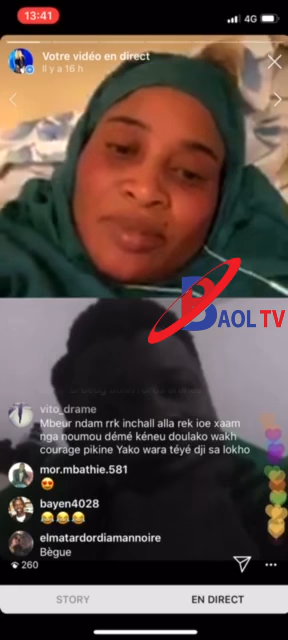 13:41
4G
Votre vidéo en direct
Il y a 16 h
BAOL TV
vito_drame
Mbeur ndam rrk inchall alla rek ioe xaam
nga noumou démé kéneu doulako wakh
courage pikine Yako wara téyé dji sa lokho
mor.mbathie.581
😍
bayen4028
😂😂😂
elmatardordiamannoire
Bègue
260
STORY
EN DIRECT